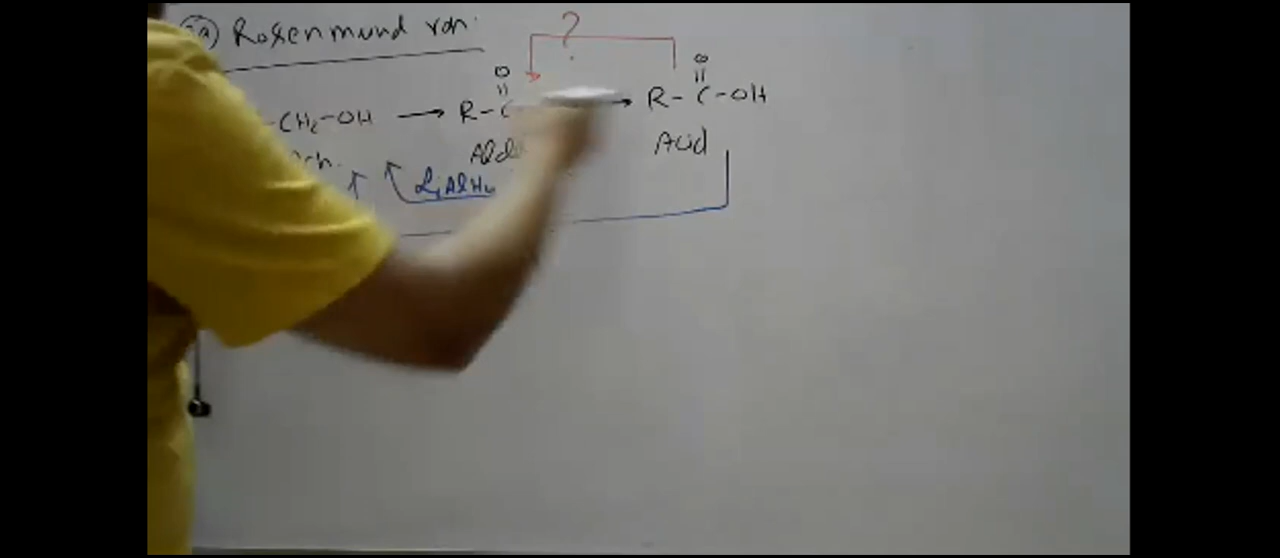 Rosenmund rxn.
?
O O
|| ||
-CH2-OH → R-C → R-C-OH
Acid
LiAlH4